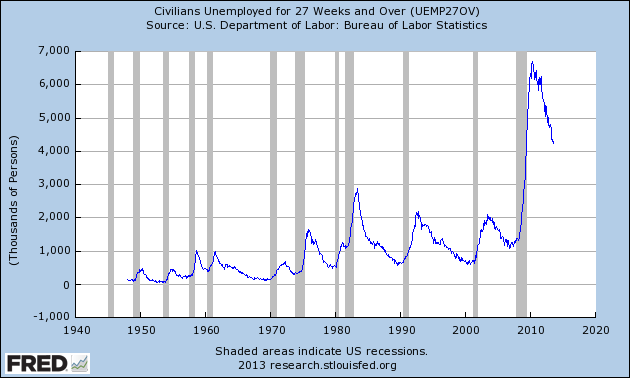 Civilians Unemployed for 27 Weeks and Over (UEMP27OV)
Source: U.S. Department of Labor: Bureau of Labor Statistics
7,000
6,000
5,000
4,000
3,000
2,000
1,000
0
-1,000
(Thousands of Persons)
1940 1950 1960 1970 1980 1990 2000 2010 2020
Shaded areas indicate US recessions.
2013 research.stlouisfed.org
FRED